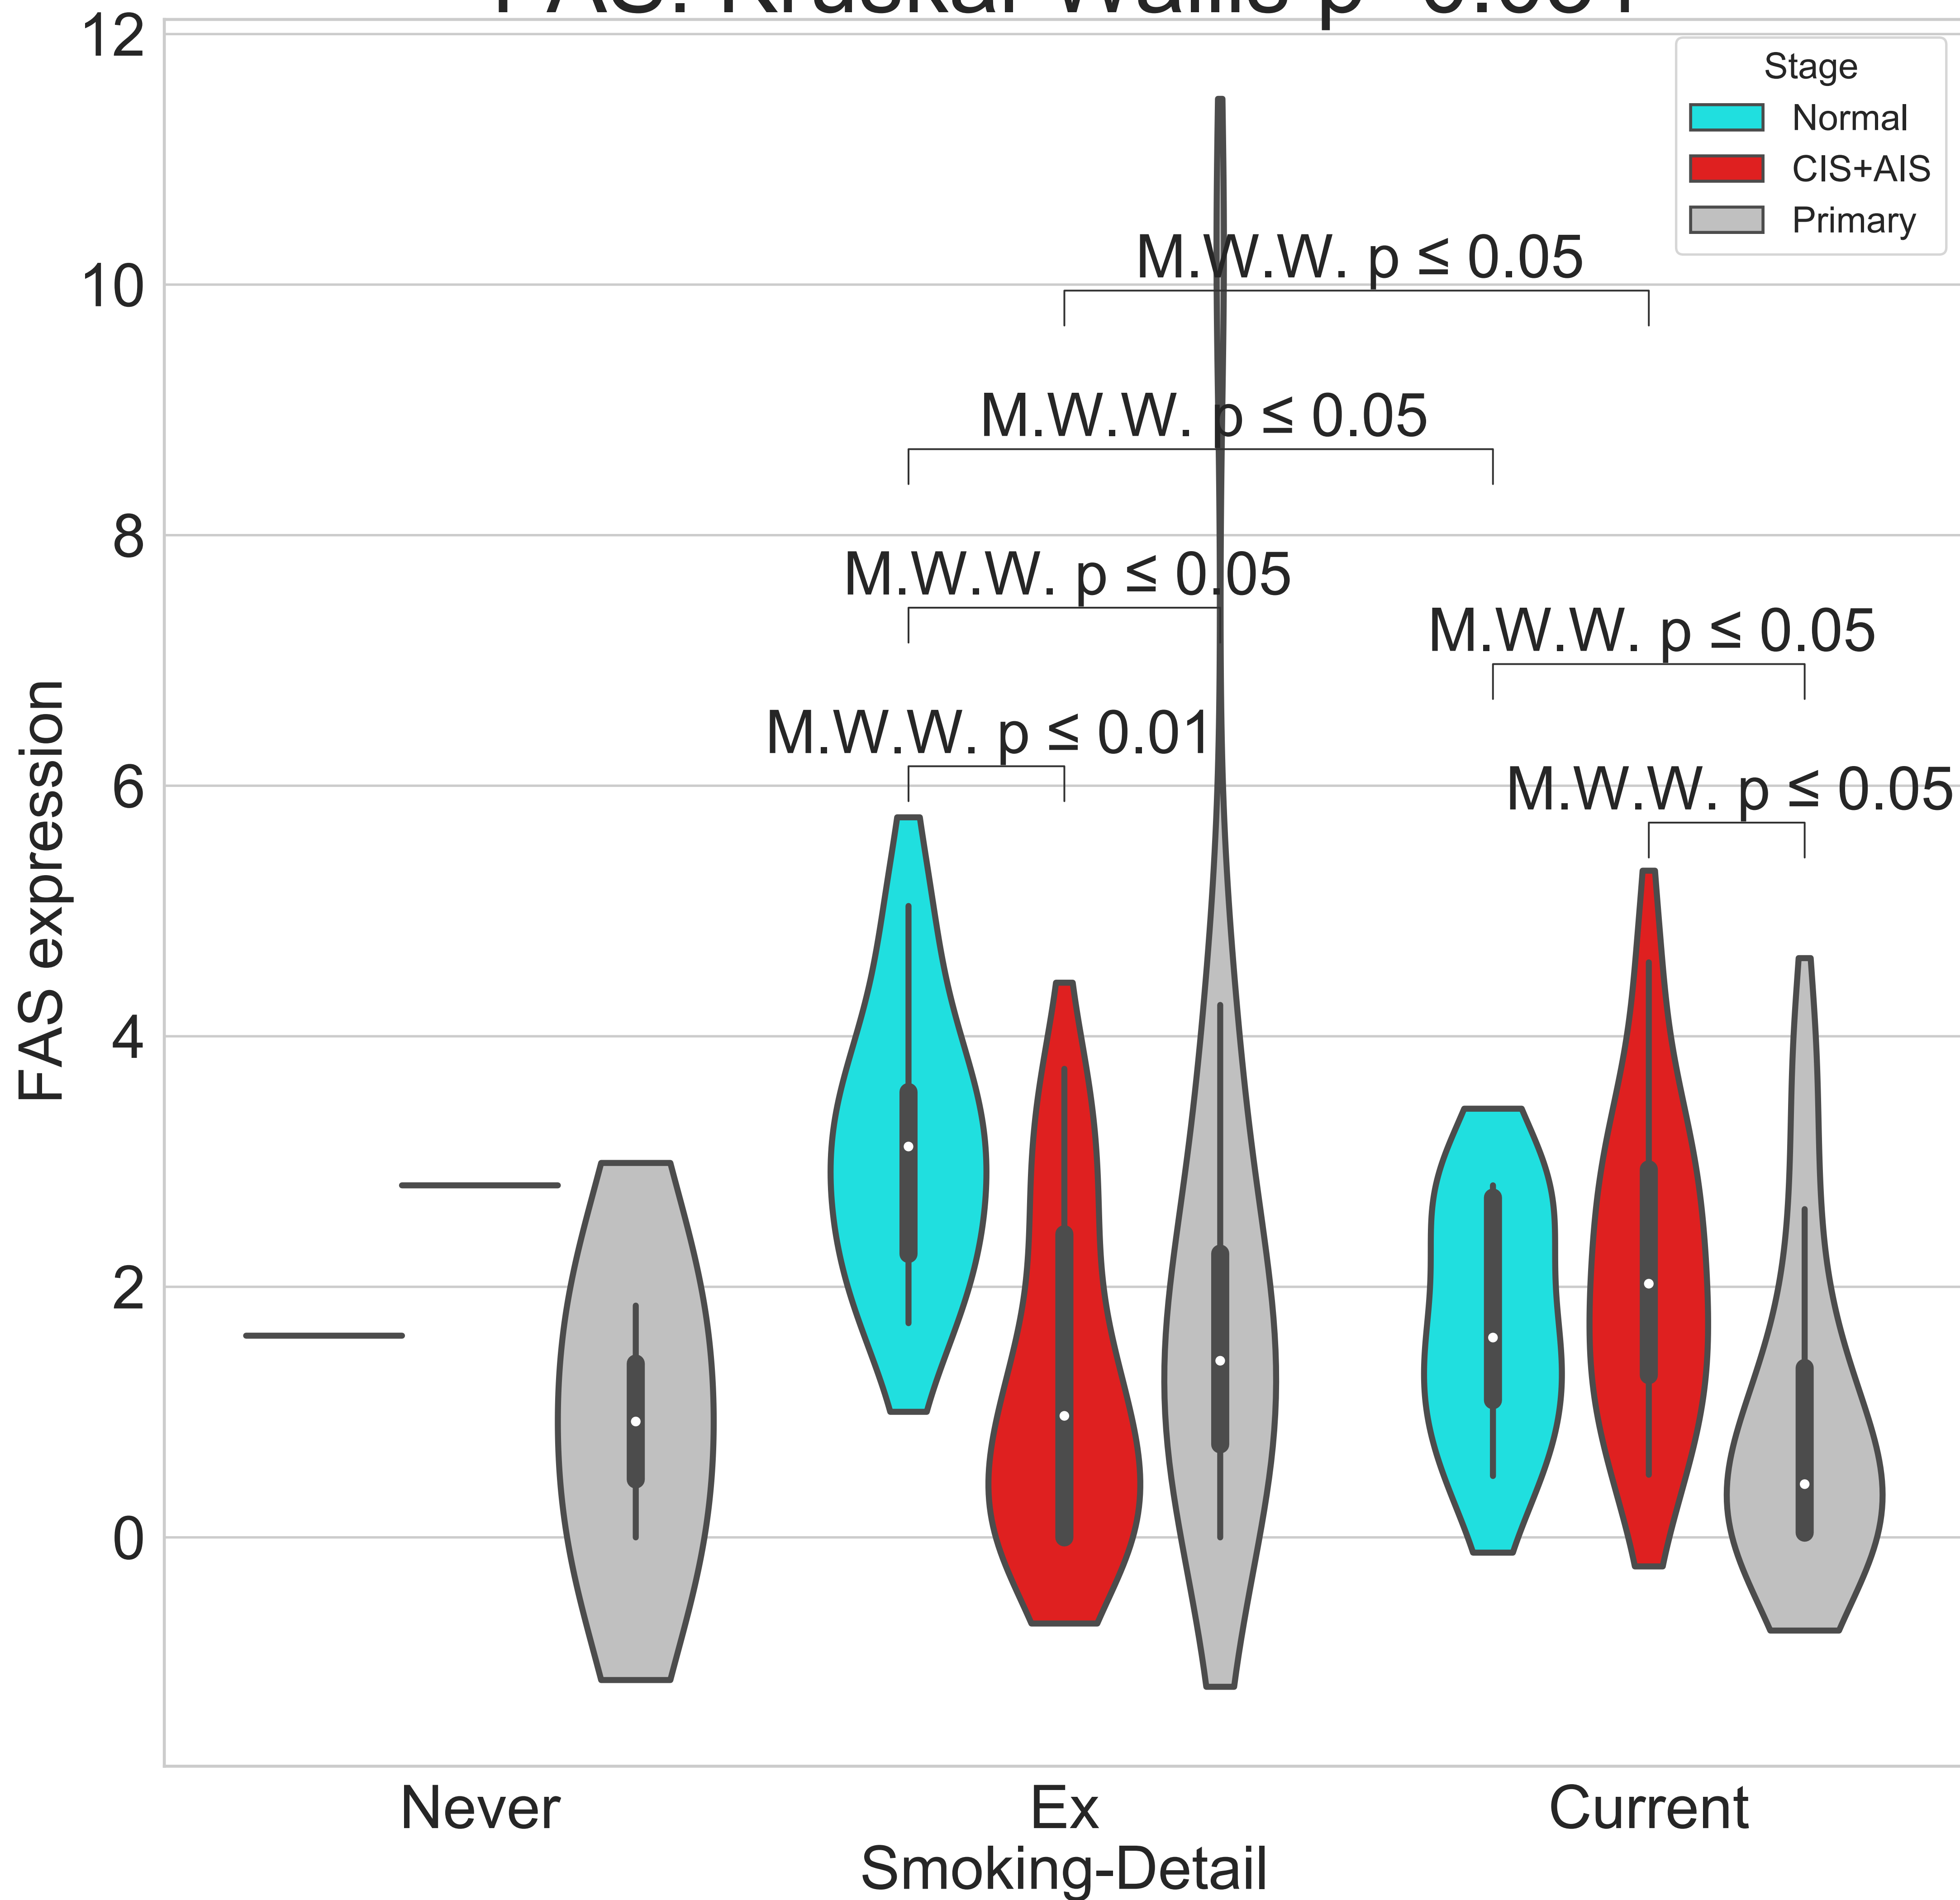 12
Stage
Normal
CIS+AIS
Primary
M.W.W. p ≤ 0.05
10
M.W.W. p ≤ 0.05
8
M.W.W. p ≤ 0.05
M.W.W. p ≤ 0.05
M.W.W. p ≤ 0.01
6
M.W.W. p ≤ 0.05
FAS expression
4
2
0
Never
Ex
Current
Smoking-Detail